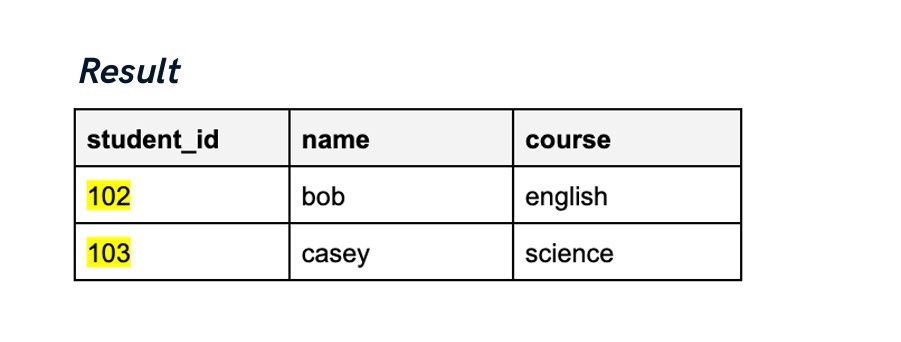 Result
student_id name course
102 bob english
103 casey science